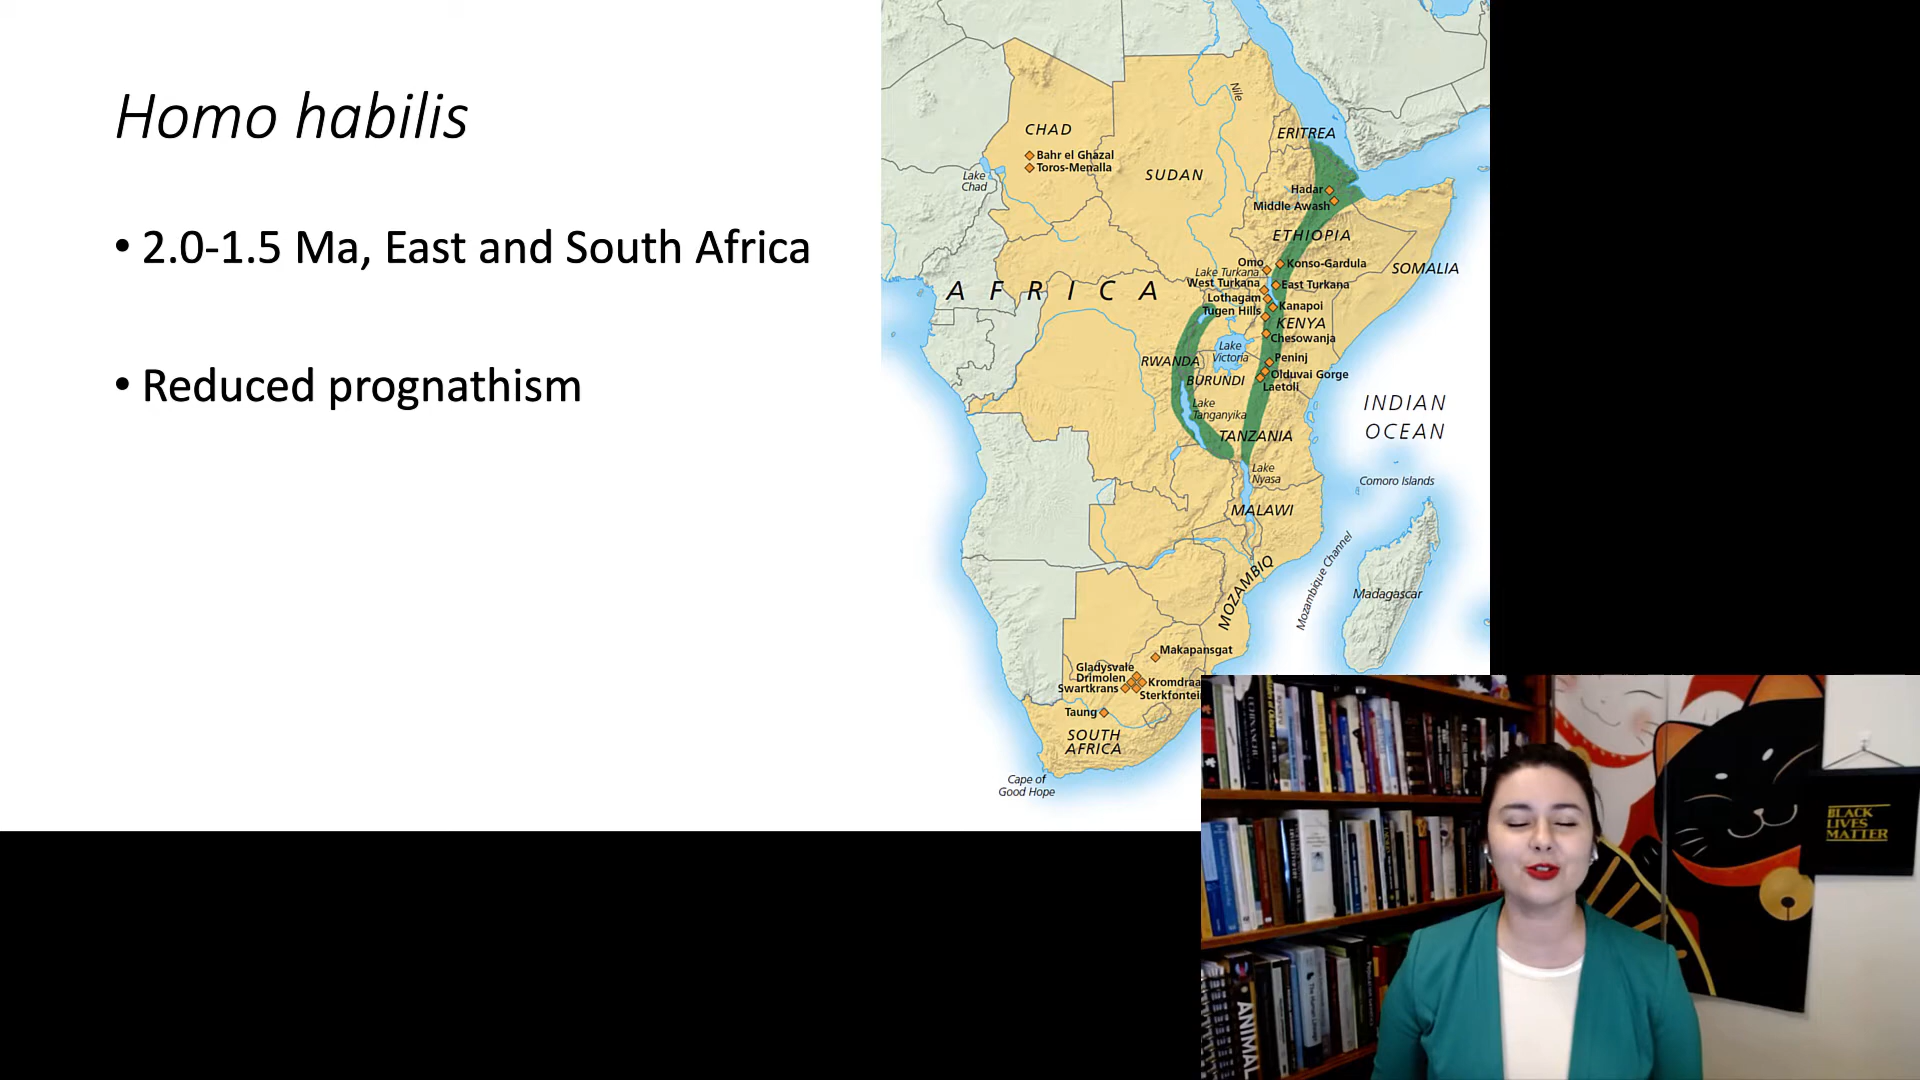 Homo habilis
• 2.0-1.5 Ma, East and South Africa
• Reduced prognathism
Nile
CHAD
ERITREA
Bahr el Ghazal
Toros-Menalla
Lake
Chad
SUDAN
Hadar
Middle Awash
ETHIOPIA
SOMALIA
Omo
Konso-Gardula
Lake Turkana
West Turkana
East Turkana
AFRICA
Lothagam
Kanapoi
Tugen Hills
KENYA
Chesowanja
Lake
Victoria
RWANDA
Peninj
BURUNDI
Olduvai Gorge
Laetoli
Lake
Tanganyika
INDIAN
OCEAN
TANZANIA
Lake
Nyasa
Comoro Islands
MALAWI
MOZAMBIQ
Mozambique Channel
Madagascar
Makapansgat
Gladysvale
Drimolen
Swartkrans
Kromdraa
Sterkfontei
Taung
SOUTH
AFRICA
Cape of
Good Hope
BLACK
LIVES
MATTER
ANIMAL